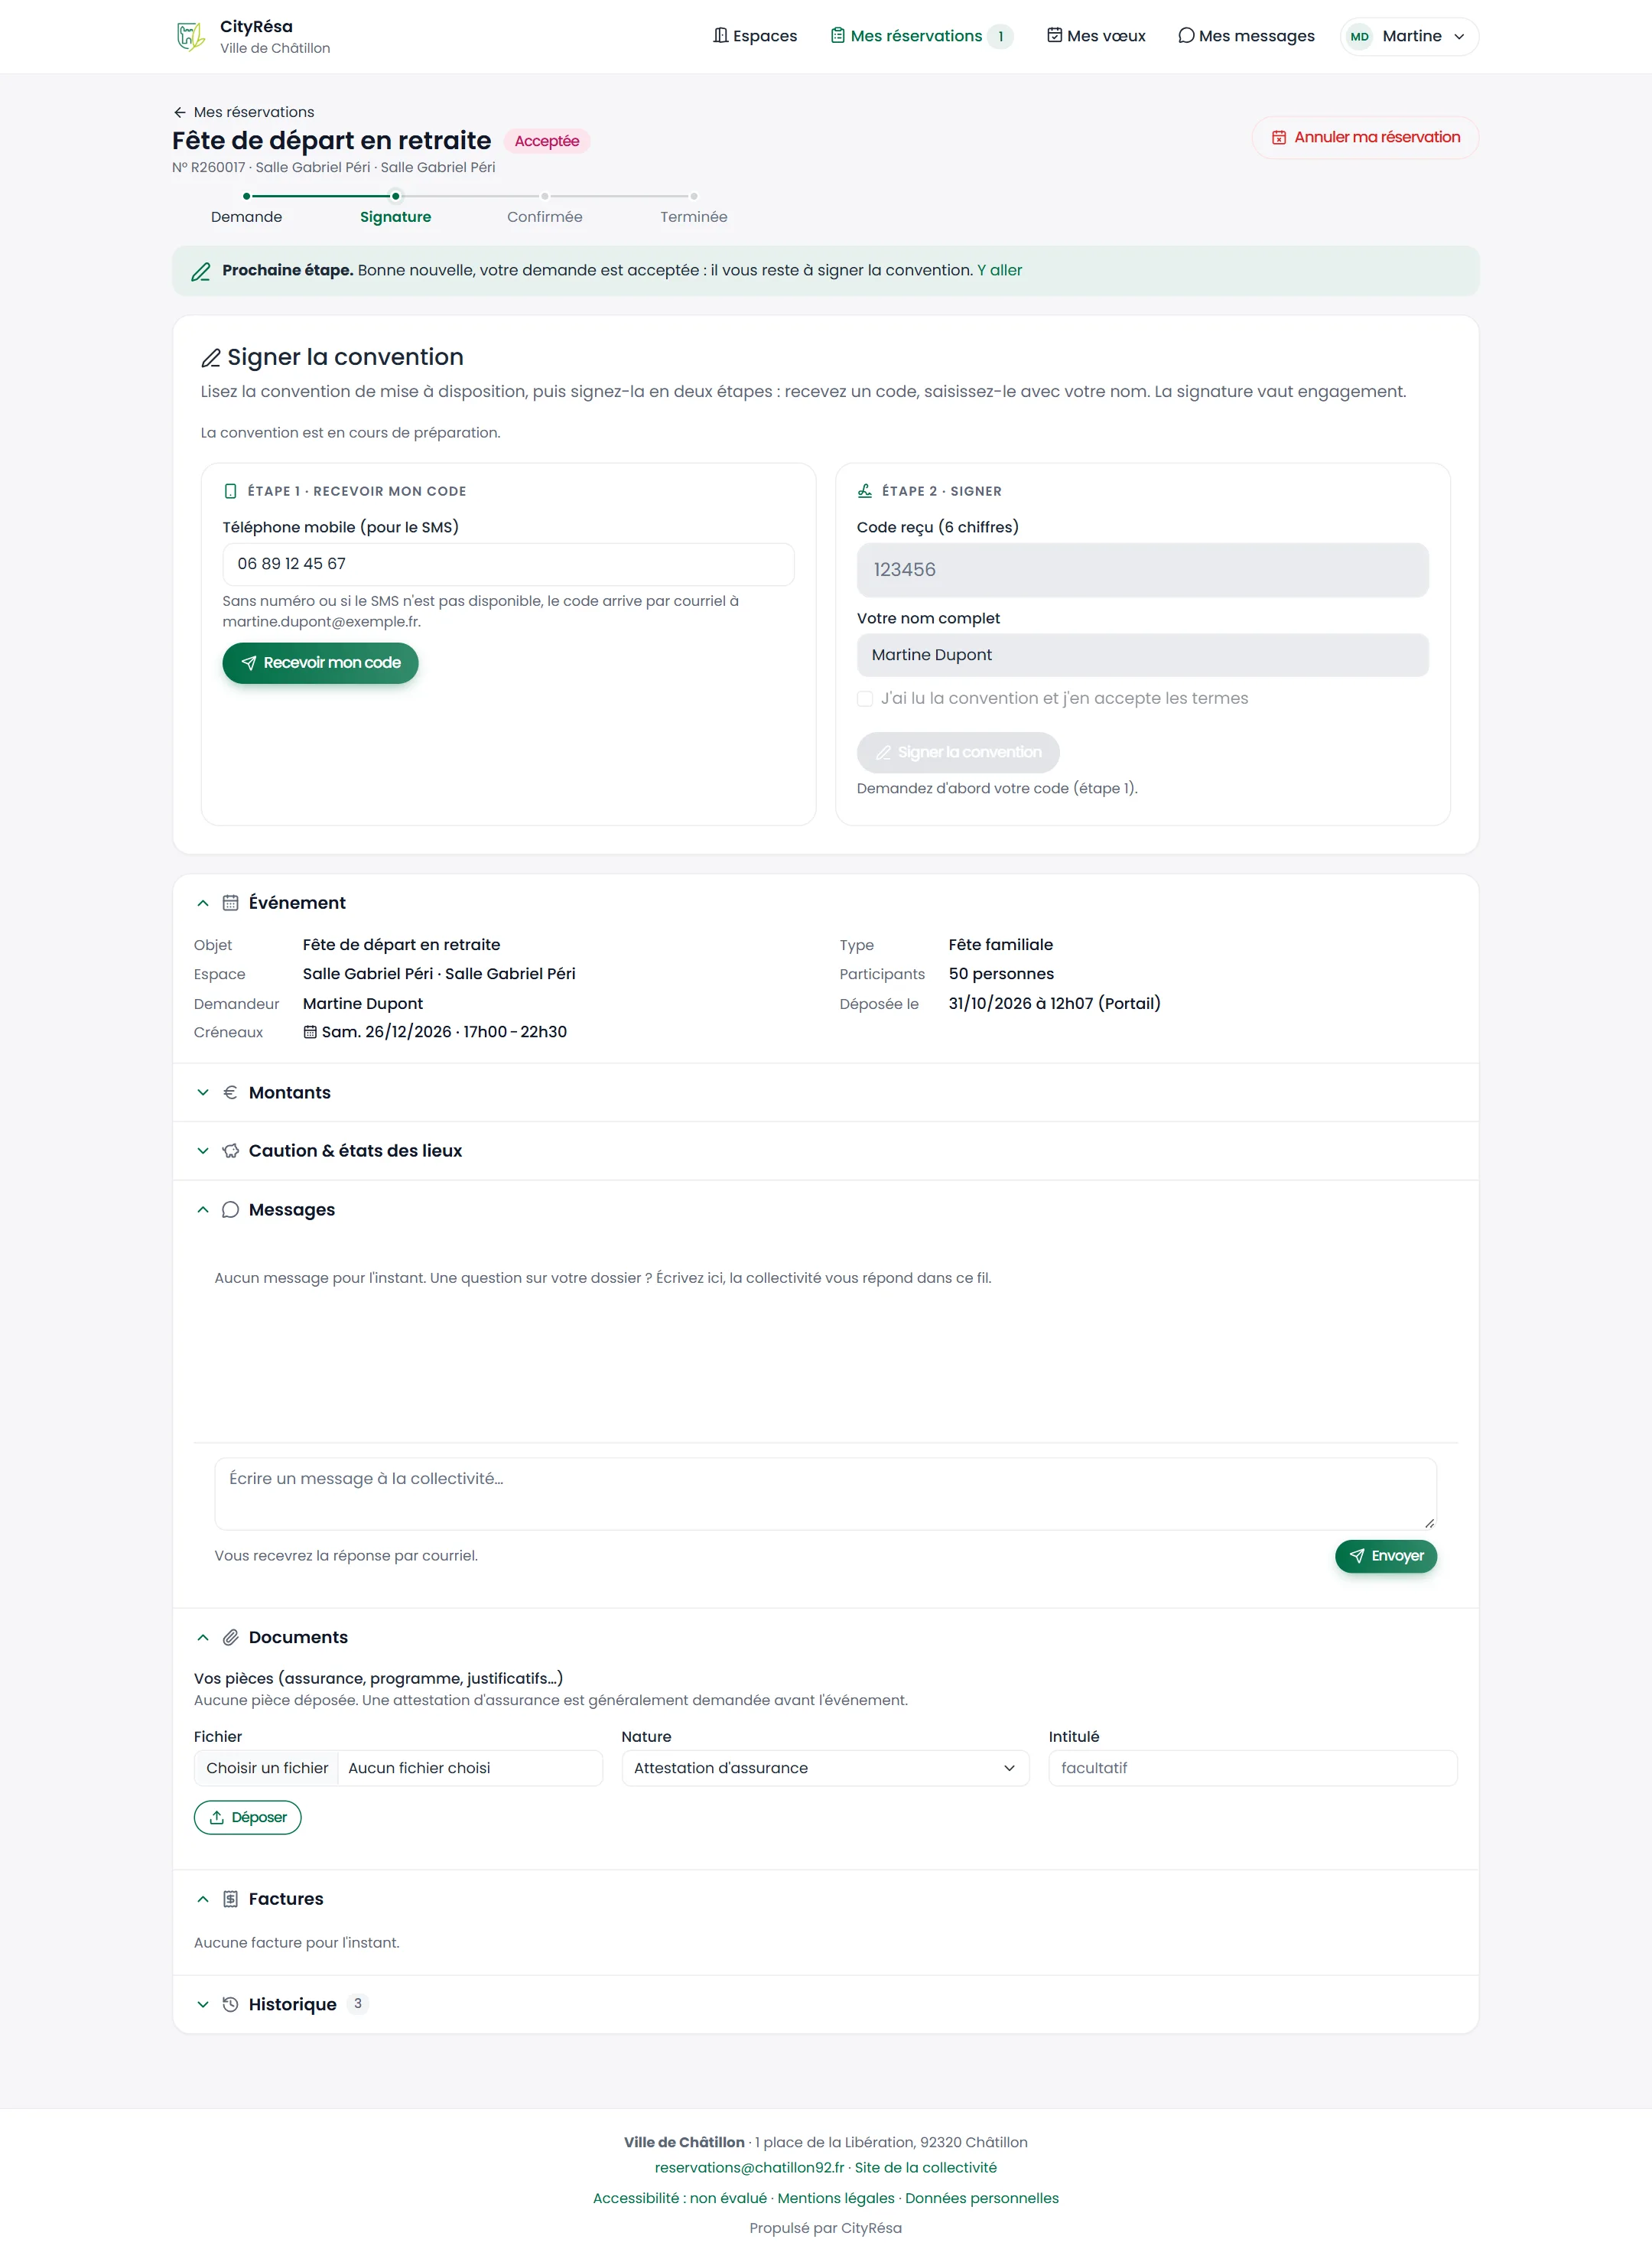 CityRésa
Ville de Châtillon
Espaces
Mes réservations 1
Mes vœux
Mes messages
MD Martine
Mes réservations
Fête de départ en retraite Acceptée
Annuler ma réservation
N° R260017 · Salle Gabriel Péri · Salle Gabriel Péri
Demande Signature Confirmée Terminée
Prochaine étape. Bonne nouvelle, votre demande est acceptée : il vous reste à signer la convention. Y aller
Signer la convention
Lisez la convention de mise à disposition, puis signez-la en deux étapes : recevez un code, saisissez-le avec votre nom. La signature vaut engagement.
La convention est en cours de préparation.
ÉTAPE 1 · RECEVOIR MON CODE
Téléphone mobile (pour le SMS)
06 89 12 45 67
Sans numéro ou si le SMS n'est pas disponible, le code arrive par courriel à
martine.dupont@exemple.fr.
Recevoir mon code
ÉTAPE 2 · SIGNER
Code reçu (6 chiffres)
123456
Votre nom complet
Martine Dupont
J'ai lu la convention et j'en accepte les termes
Signer la convention
Demandez d'abord votre code (étape 1).
Événement
Objet Fête de départ en retraite
Type Fête familiale
Espace Salle Gabriel Péri · Salle Gabriel Péri
Participants 50 personnes
Demandeur Martine Dupont
Déposée le 31/10/2026 à 12h07 (Portail)
Créneaux Sam. 26/12/2026 · 17h00 - 22h30
Montants
Caution & états des lieux
Messages
Aucun message pour l'instant. Une question sur votre dossier ? Écrivez ici, la collectivité vous répond dans ce fil.
Écrire un message à la collectivité…
Vous recevrez la réponse par courriel.
Envoyer
Documents
Vos pièces (assurance, programme, justificatifs…)
Aucune pièce déposée. Une attestation d'assurance est généralement demandée avant l'événement.
Fichier Nature Intitulé
Choisir un fichier Aucun fichier choisi Attestation d'assurance facultatif
Déposer
Factures
Aucune facture pour l'instant.
Historique 3
Ville de Châtillon · 1 place de la Libération, 92320 Châtillon
reservations@chatillon92.fr · Site de la collectivité
Accessibilité : non évalué · Mentions légales · Données personnelles
Propulsé par CityRésa